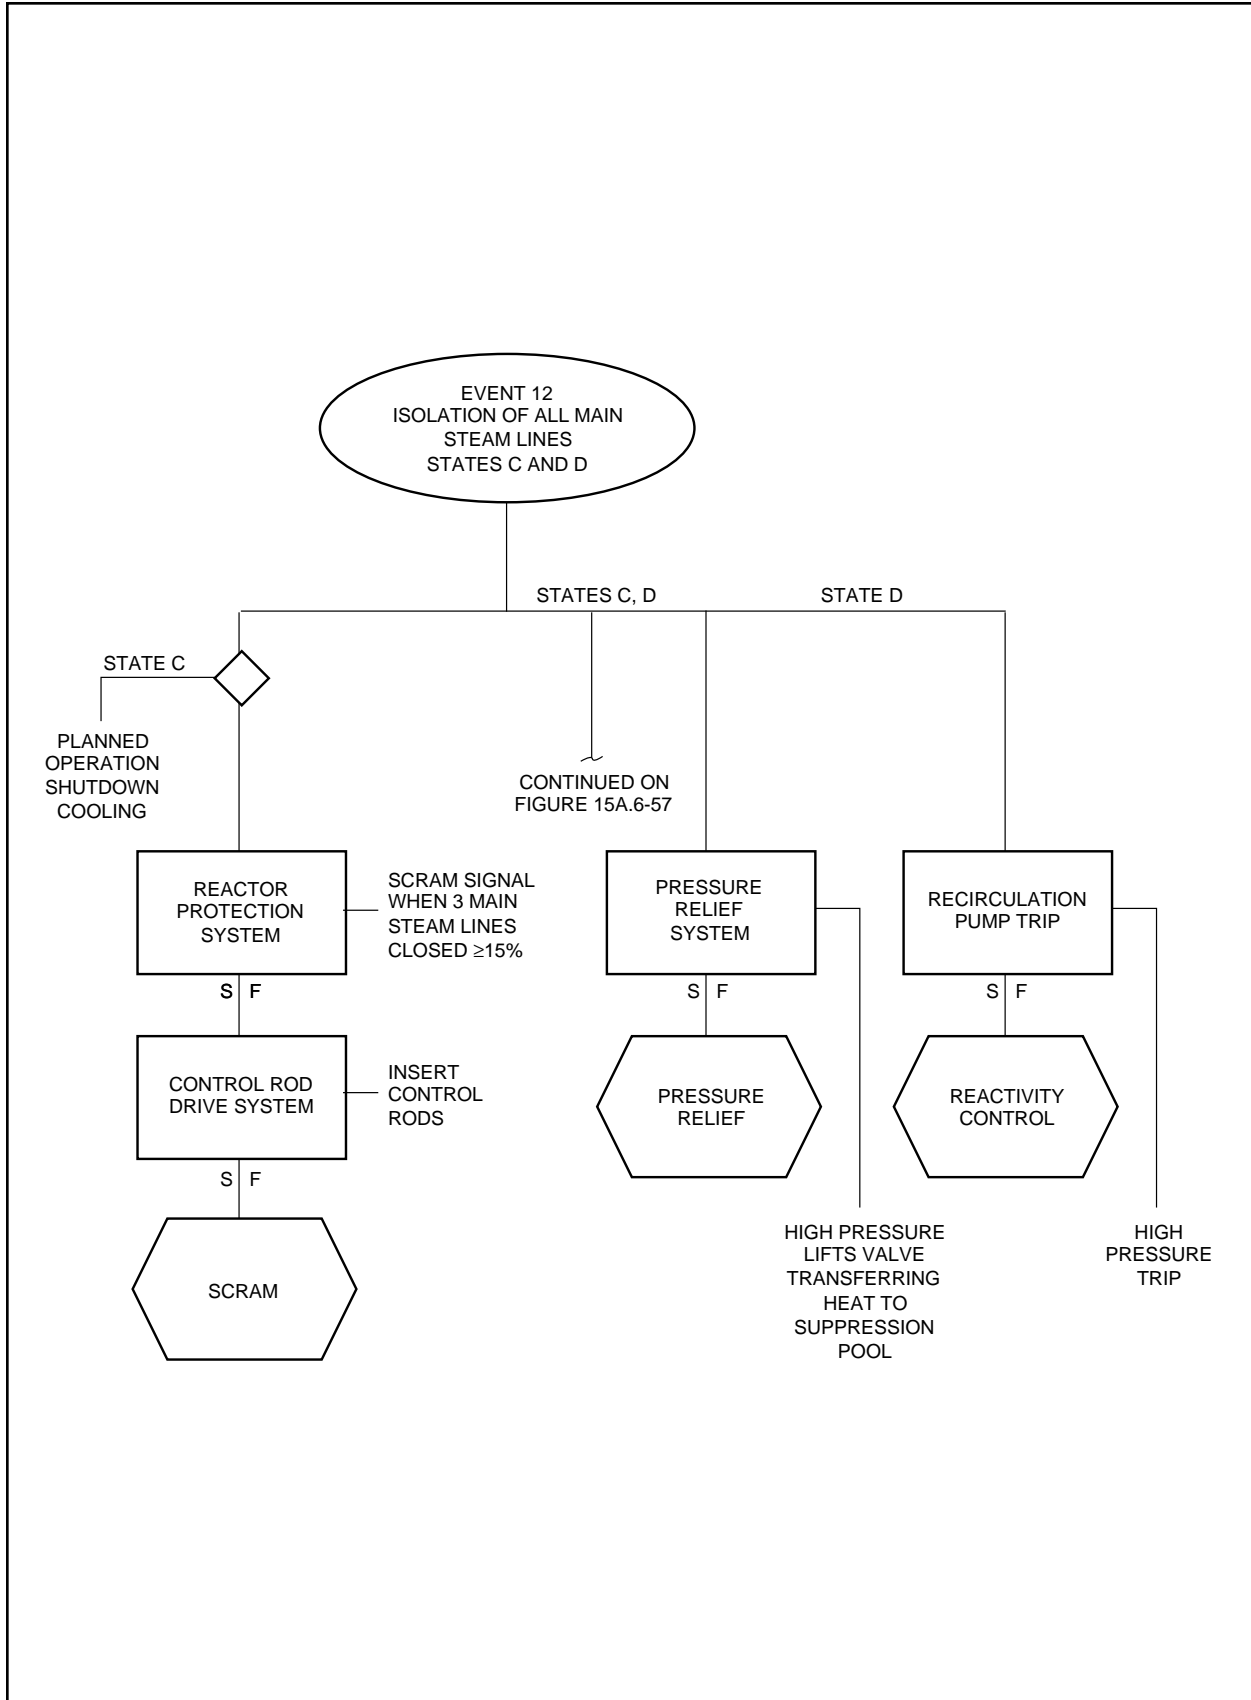 EVENT 12
ISOLATION OF ALL MAIN
STEAM LINES
STATES C AND D
STATES C, D
STATE D
STATE C
PLANNED
OPERATION
SHUTDOWN
COOLING
CONTINUED ON
FIGURE 15A.6-57
REACTOR
PROTECTION
SYSTEM
SCRAM SIGNAL
WHEN 3 MAIN
STEAM LINES
CLOSED ≥15%
PRESSURE
RELIEF
SYSTEM
RECIRCULATION
PUMP TRIP
S F
S F
S F
CONTROL ROD
DRIVE SYSTEM
INSERT
CONTROL
RODS
PRESSURE
RELIEF
REACTIVITY
CONTROL
S F
SCRAM
HIGH PRESSURE
LIFTS VALVE
TRANSFERRING
HEAT TO
SUPPRESSION
POOL
HIGH
PRESSURE
TRIP